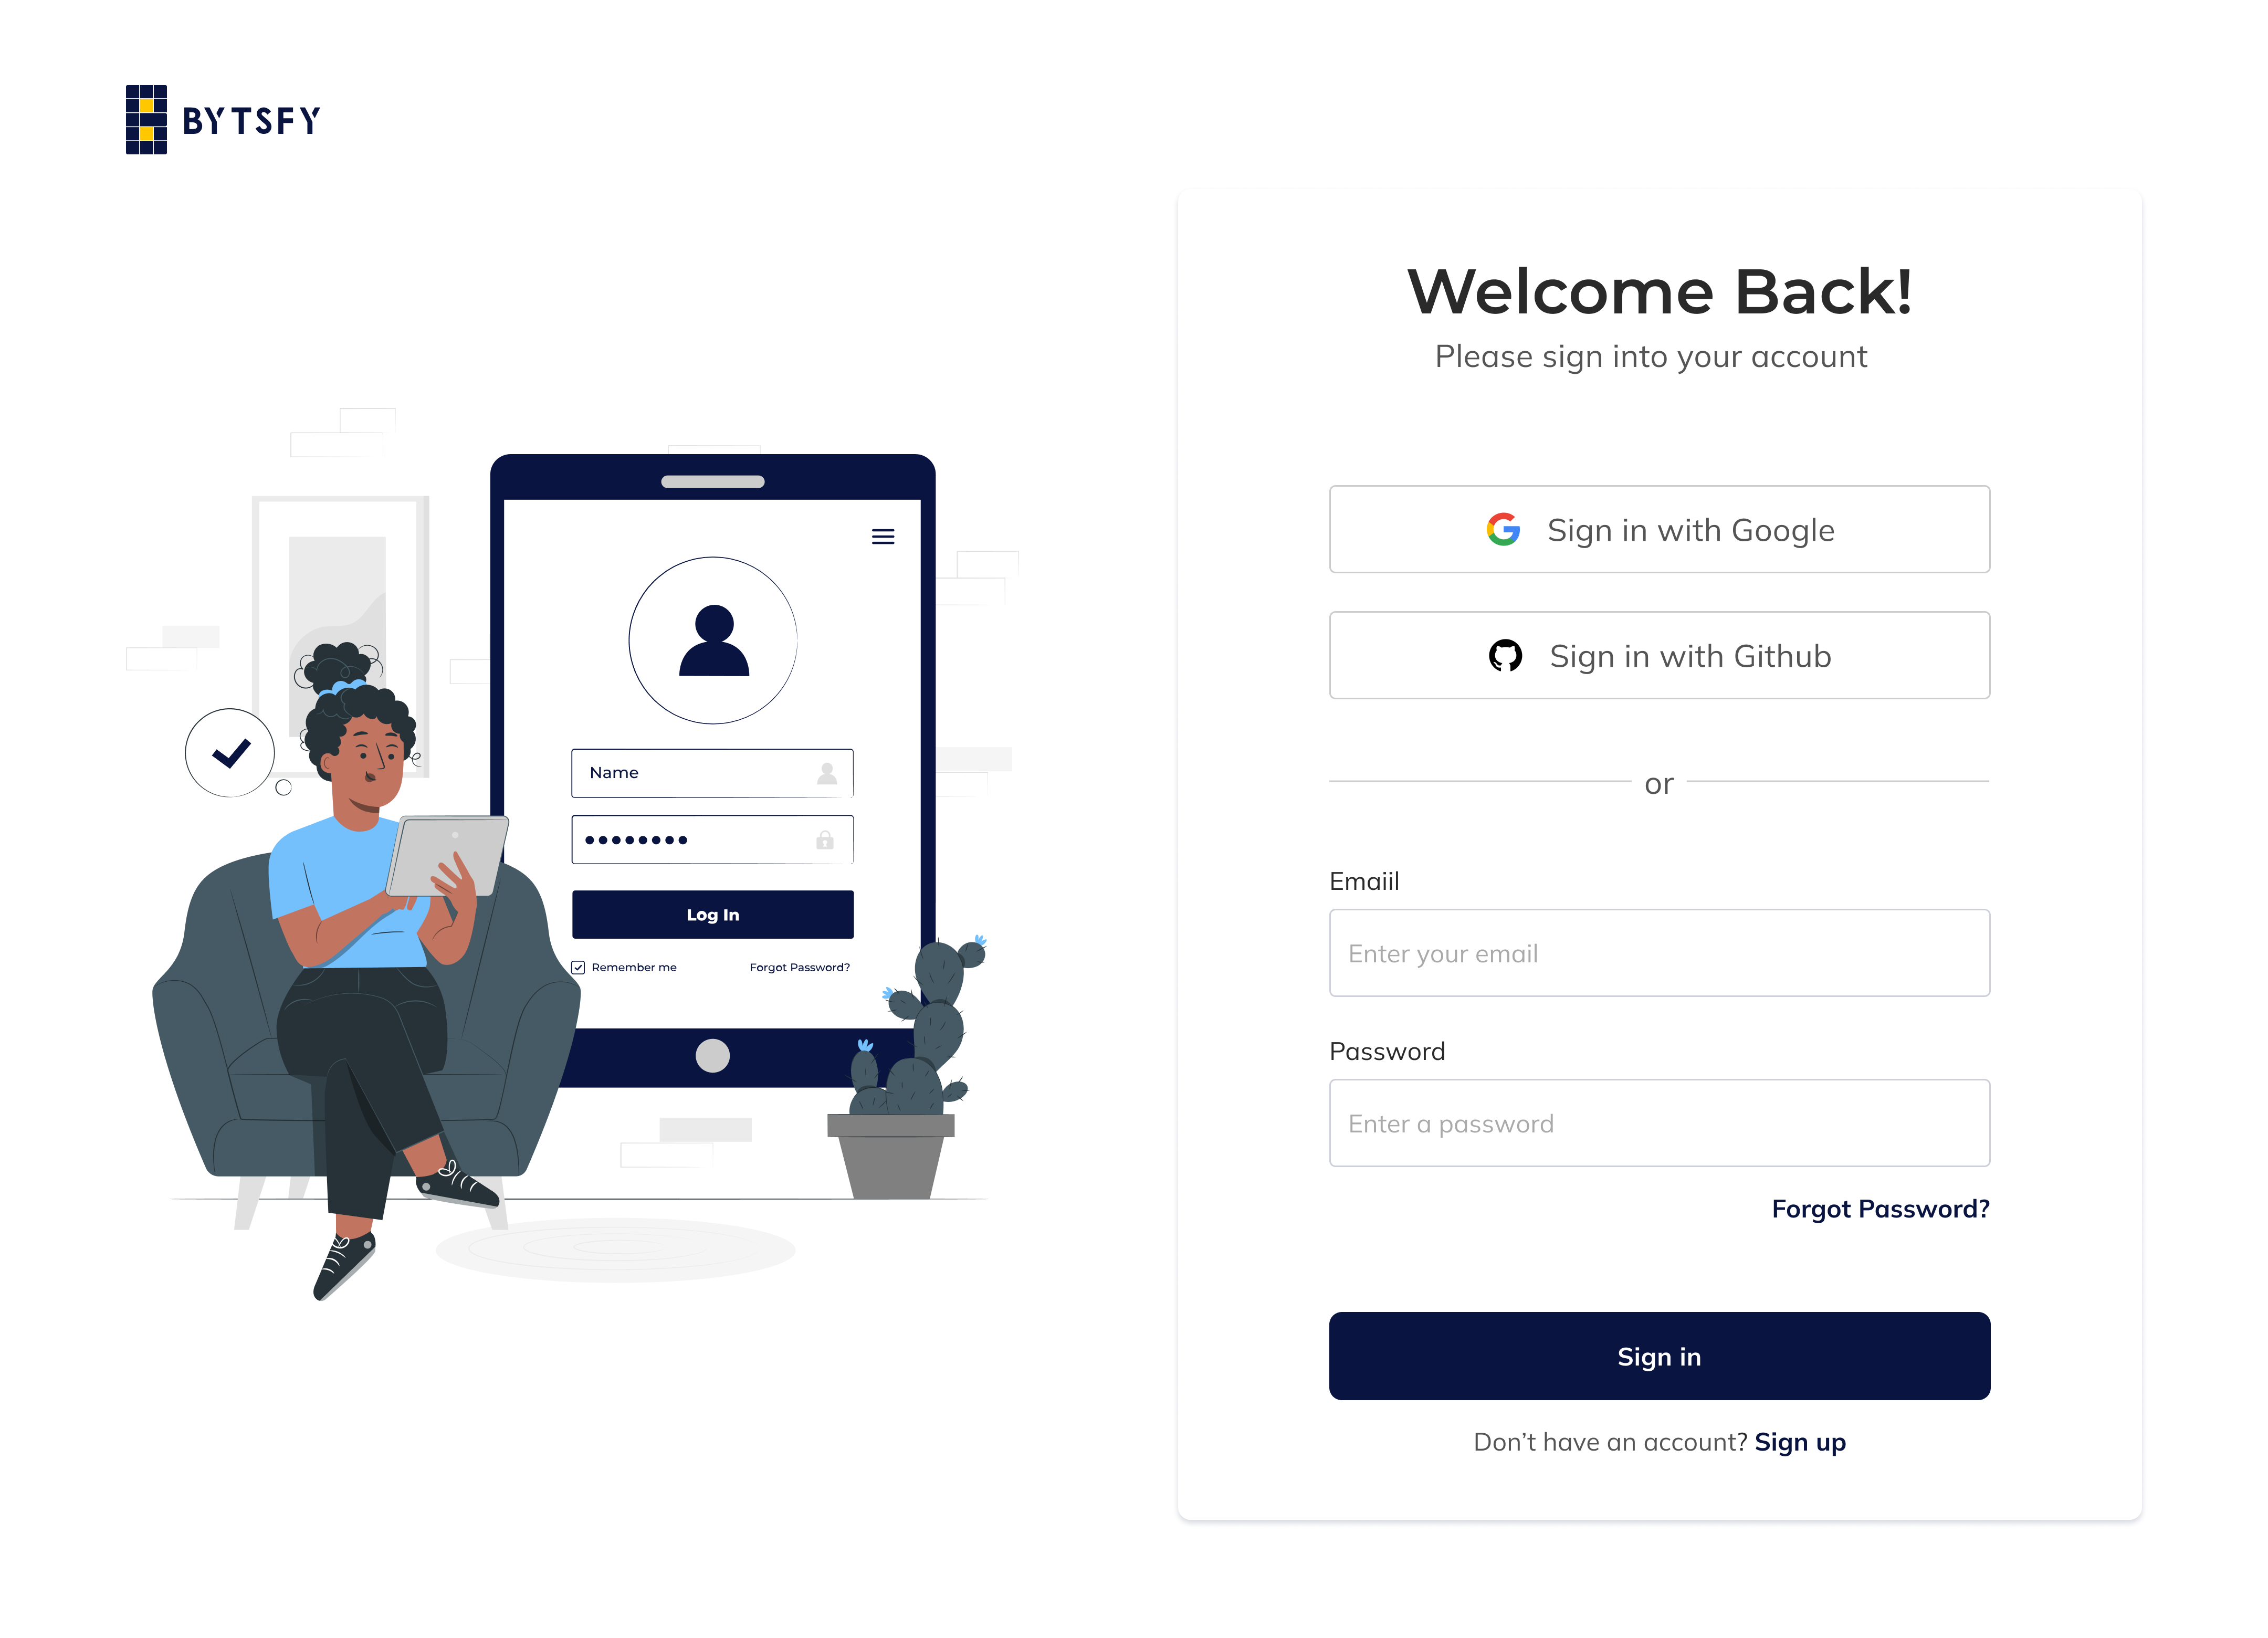 BYTSFY
Welcome Back!
Please sign into your account
Sign in with Google
Sign in with Github
or
Emaiil
Enter your email
Password
Enter a password
Forgot Password?
Sign in
Don’t have an account? Sign up
Name
Log In
Remember me Forgot Password?